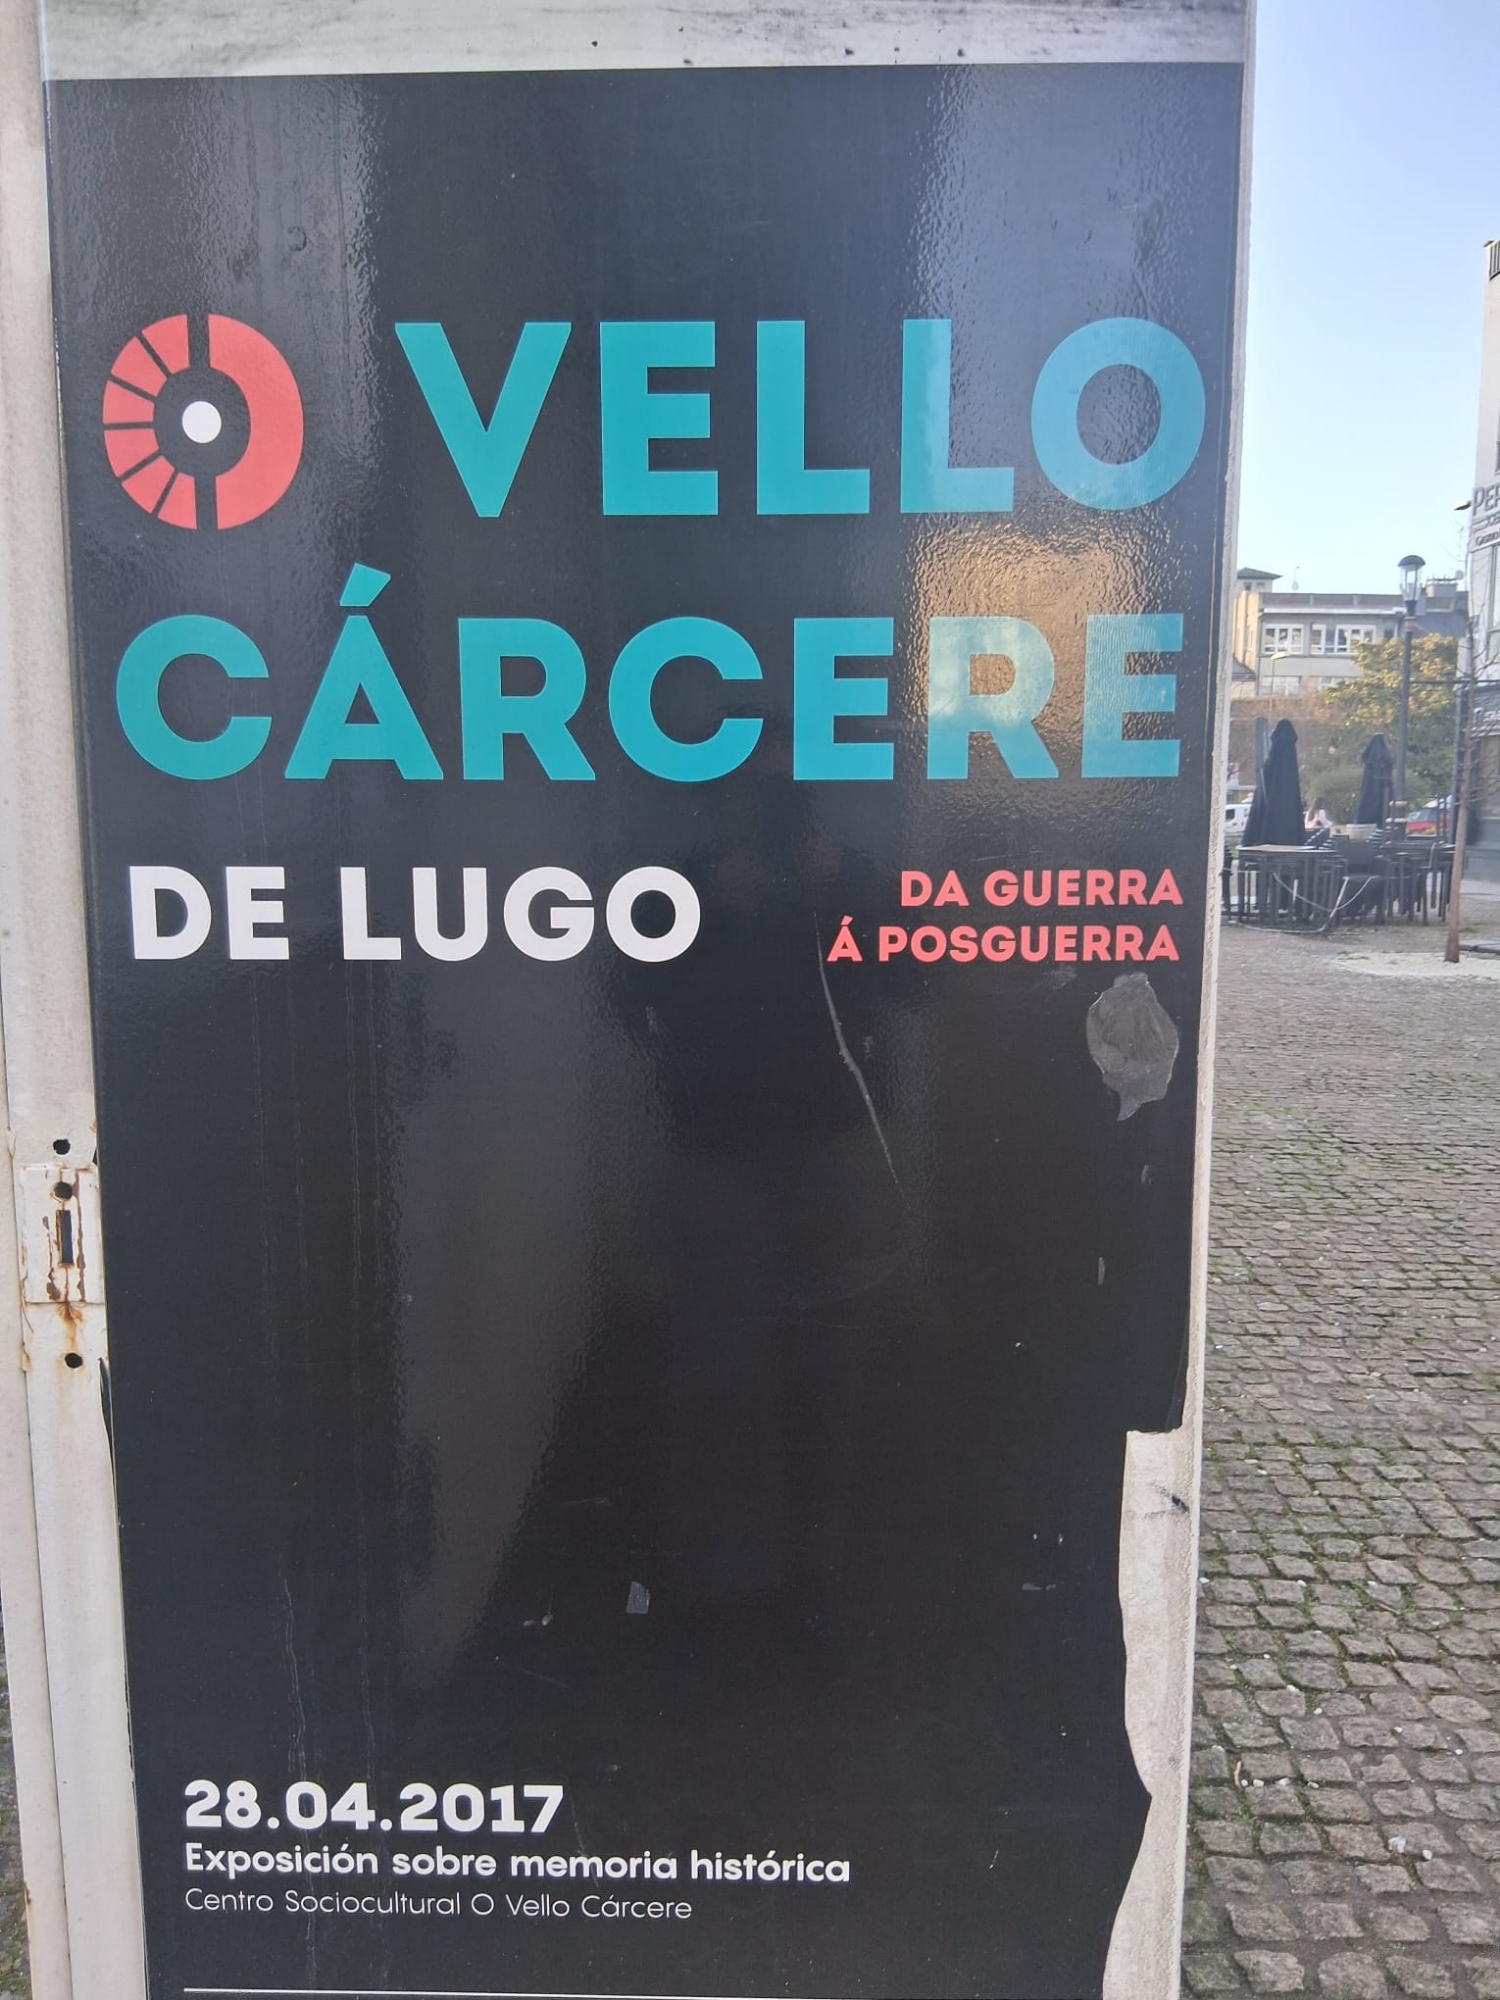 O VELLO
CÁRCERE
DE LUGO
DA GUERRA
Á POSGUERRA
28.04.2017
Exposición sobre memoria histórica
Centro Sociocultural O Vello Cárcere